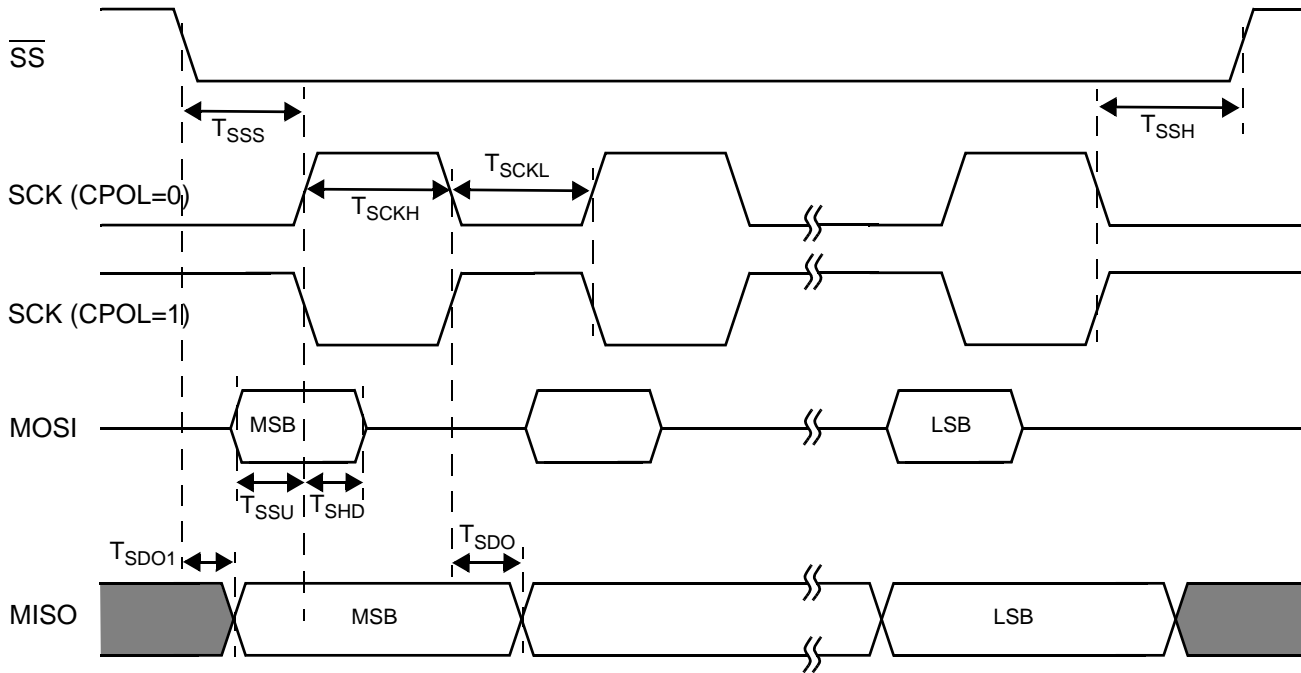 SS
TSSS
TSSH
SCK (CPOL=0)
TSCKH
TSCKL
SCK (CPOL=1)
MOSI
MSB
LSB
TSSU
TSHD
TSDO1
TSDO
MISO
MSB
LSB